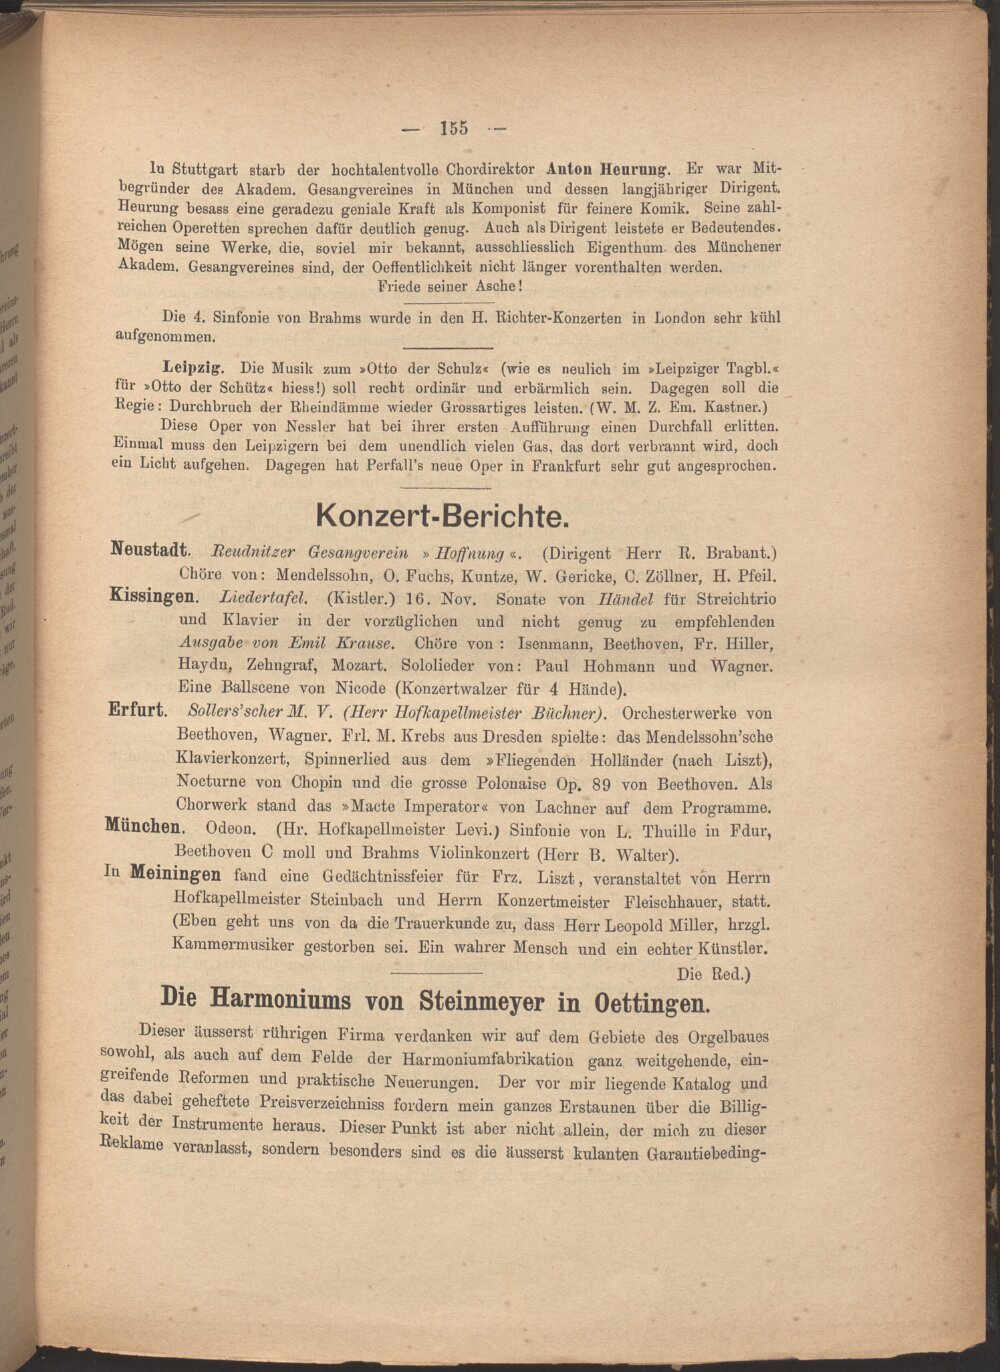 — 155 —
In Stuttgart starb der hochtalentvolle Chordirektor Anton Heurung. Er war Mit-
begründer des Akadem. Gesangvereines in München und dessen langjähriger Dirigent.
Heurung besass eine geradezu geniale Kraft als Komponist für feinere Komik. Seine zahl-
reichen Operetten sprechen dafür deutlich genug. Auch als Dirigent leistete er Bedeutendes.
Mögen seine Werke, die, soviel mir bekannt, ausschliesslich Eigenthum des Münchener
Akadem. Gesangvereines sind, der Oeffentlichkeit nicht länger vorenthalten werden.
Friede seiner Asche!
Die 4. Sinfonie von Brahms wurde in den H. Richter-Konzerten in London sehr kühl
aufgenommen.
Leipzig. Die Musik zum »Otto der Schulz« (wie es neulich im »Leipziger Tagbl.«
für »Otto der Schütz« hiess!) soll recht ordinär und erbärmlich sein. Dagegen soll die
Regie: Durchbruch der Rheindämme wieder Grossartiges leisten. (W. M. Z. Em. Kastner.)
Diese Oper von Nessler hat bei ihrer ersten Aufführung einen Durchfall erlitten.
Einmal muss den Leipzigern bei dem unendlich vielen Gas, das dort verbrannt wird, doch
ein Licht aufgehen. Dagegen hat Perfall's neue Oper in Frankfurt sehr gut angesprochen.
Konzert-Berichte.
Neustadt. Reudnitzer Gesangverein »Hoffnung«. (Dirigent Herr R. Brabant.)
Chöre von: Mendelssohn, O. Fuchs, Kuntze, W. Gericke, C. Zöllner, H. Pfeil.
Kissingen. Liedertafel. (Kistler.) 16. Nov. Sonate von Händel für Streichtrio
und Klavier in der vorzüglichen und nicht genug zu empfehlenden
Ausgabe von Emil Krause. Chöre von: Isenmann, Beethoven, Fr. Hiller,
Haydn, Zehngraf, Mozart. Sololieder von: Paul Hohmann und Wagner.
Eine Ballscene von Nicode (Konzertwalzer für 4 Hände).
Erfurt. Sollers'scher M. V. (Herr Hofkapellmeister Büchner). Orchesterwerke von
Beethoven, Wagner. Frl. M. Krebs aus Dresden spielte: das Mendelssohn'sche
Klavierkonzert, Spinnerlied aus dem »Fliegenden Holländer (nach Liszt),
Nocturne von Chopin und die grosse Polonaise Op. 89 von Beethoven. Als
Chorwerk stand das »Macte Imperator« von Lachner auf dem Programme.
München. Odeon. (Hr. Hofkapellmeister Levi.) Sinfonie von L. Thuille in Fdur,
Beethoven C moll und Brahms Violinkonzert (Herr B. Walter).
In Meiningen fand eine Gedächtnissfeier für Frz. Liszt, veranstaltet von Herrn
Hofkapellmeister Steinbach und Herrn Konzertmeister Fleischhauer, statt.
(Eben geht uns von da die Trauerkunde zu, dass Herr Leopold Miller, hrzgl.
Kammermusiker gestorben sei. Ein wahrer Mensch und ein echter Künstler.
Die Red.)
Die Harmoniums von Steinmeyer in Oettingen.
Dieser äusserst rührigen Firma verdanken wir auf dem Gebiete des Orgelbaues
sowohl, als auch auf dem Felde der Harmoniumfabrikation ganz weitgehende, ein-
greifende Reformen und praktische Neuerungen. Der vor mir liegende Katalog und
das dabei geheftete Preisverzeichniss fordern mein ganzes Erstaunen über die Billig-
keit der Instrumente heraus. Dieser Punkt ist aber nicht allein, der mich zu dieser
Reklame veranlasst, sondern besonders sind es die äusserst kulanten Garantiebeding-